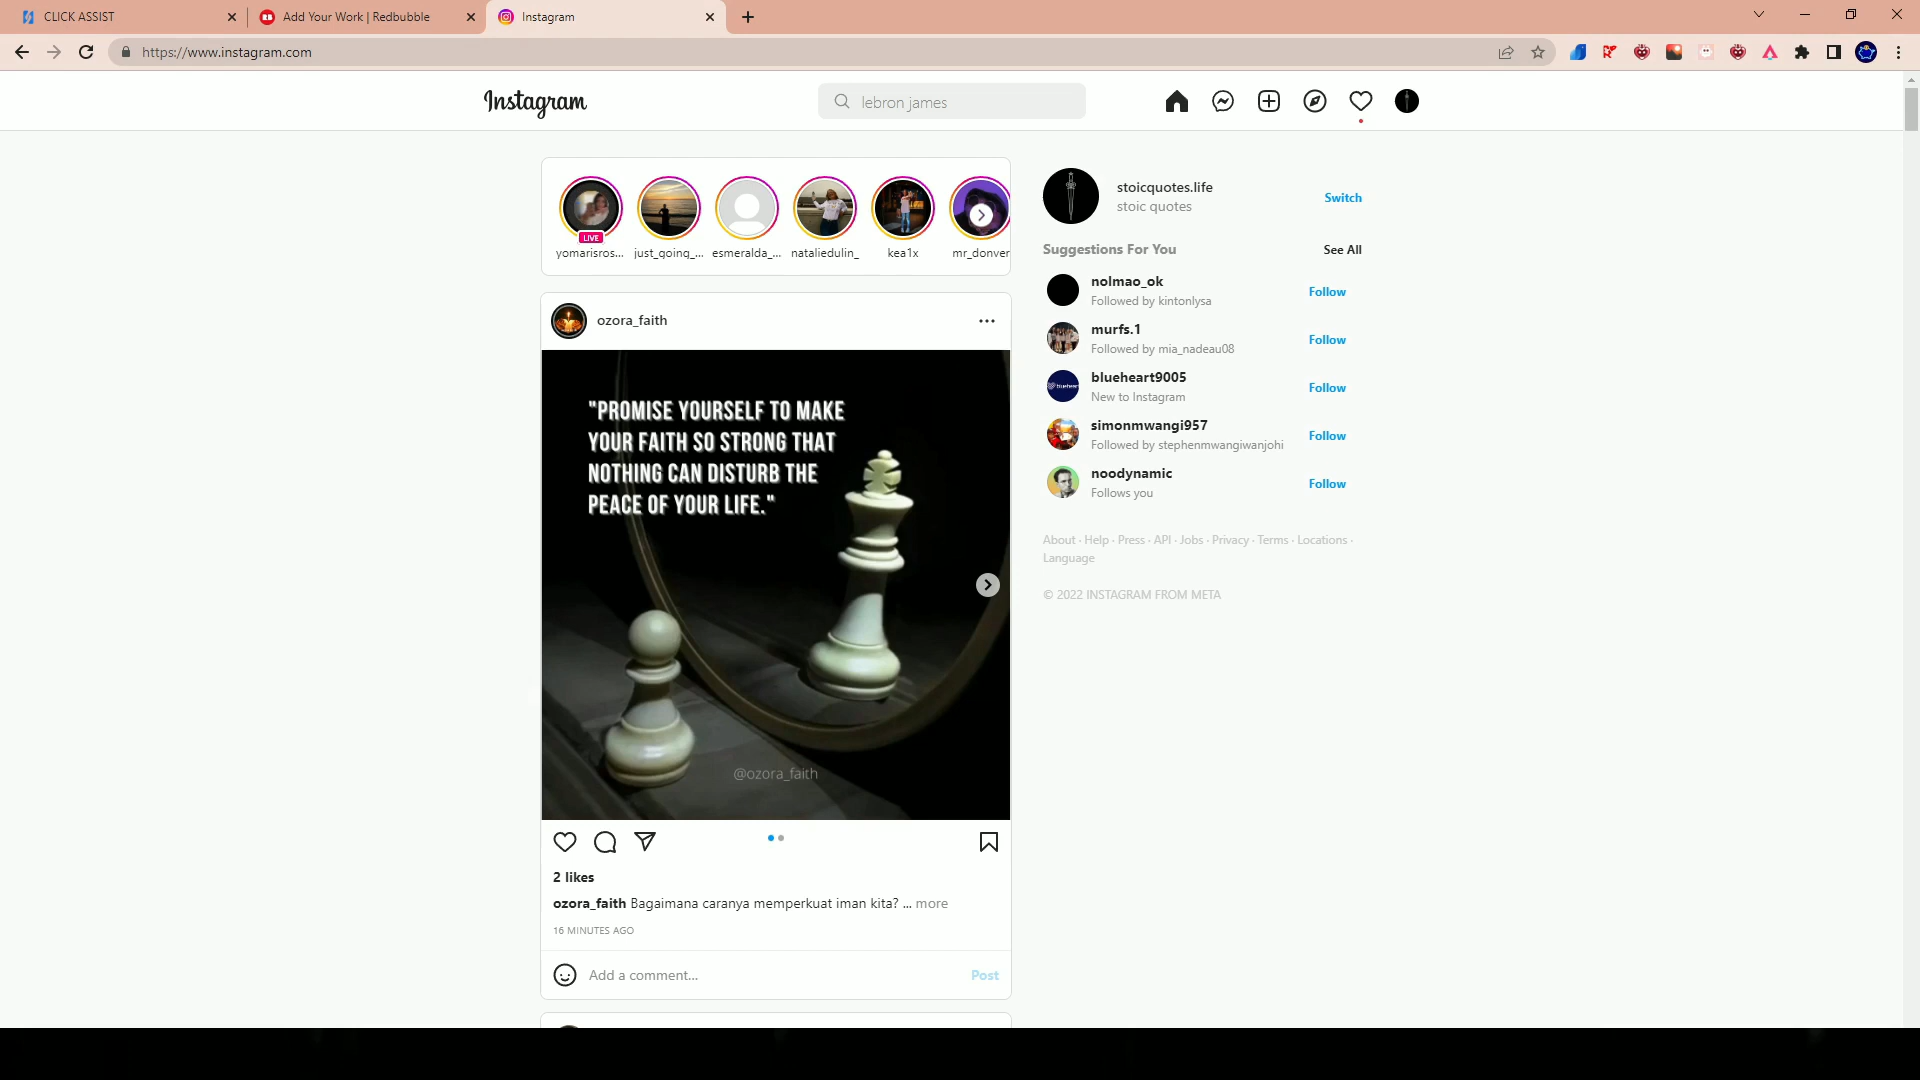 CLICK ASSIST
Add Your Work | Redbubble
Instagram
https://www.instagram.com
Instagram
lebron james
LIVE
yomarisros...
just_going_...
esmeralda_...
nataliedulin_
kea1x
mr_donver
stoicquotes.life
stoic quotes
Switch
Suggestions For You
See All
nolmao_ok
Followed by kintonlysa
Follow
murfs.1
Followed by mia_nadeau08
Follow
blueheart9005
New to Instagram
Follow
simonmwangi957
Followed by stephenmwangiwanjohi
Follow
noodynamic
Follows you
Follow
About · Help · Press · API · Jobs · Privacy · Terms · Locations ·
Language
© 2022 INSTAGRAM FROM META
ozora_faith
"PROMISE YOURSELF TO MAKE
YOUR FAITH SO STRONG THAT
NOTHING CAN DISTURB THE
PEACE OF YOUR LIFE."
@ozora_faith
2 likes
ozora_faith Bagaimana caranya memperkuat iman kita? ... more
16 MINUTES AGO
Add a comment...
Post